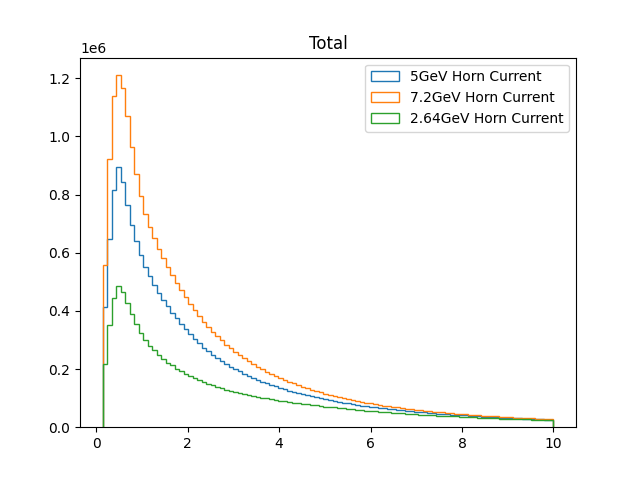 Total
1e6
5GeV Horn Current
7.2GeV Horn Current
2.64GeV Horn Current
1.2
1.0
0.8
0.6
0.4
0.2
0.0
0 2 4 6 8 10